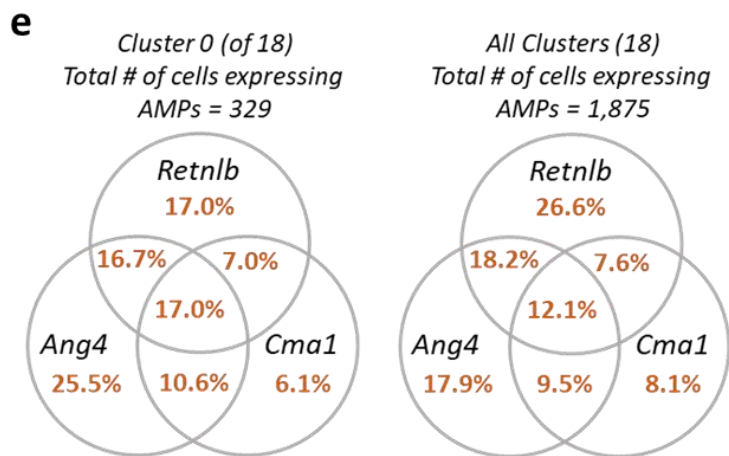 e
Cluster 0 (of 18)
Total # of cells expressing
AMPs = 329
Retnlb
17.0%
16.7%
7.0%
17.0%
Ang4
Cma1
25.5%
10.6%
6.1%
All Clusters (18)
Total # of cells expressing
AMPs = 1,875
Retnlb
26.6%
18.2%
7.6%
12.1%
Ang4
Cma1
17.9%
9.5%
8.1%